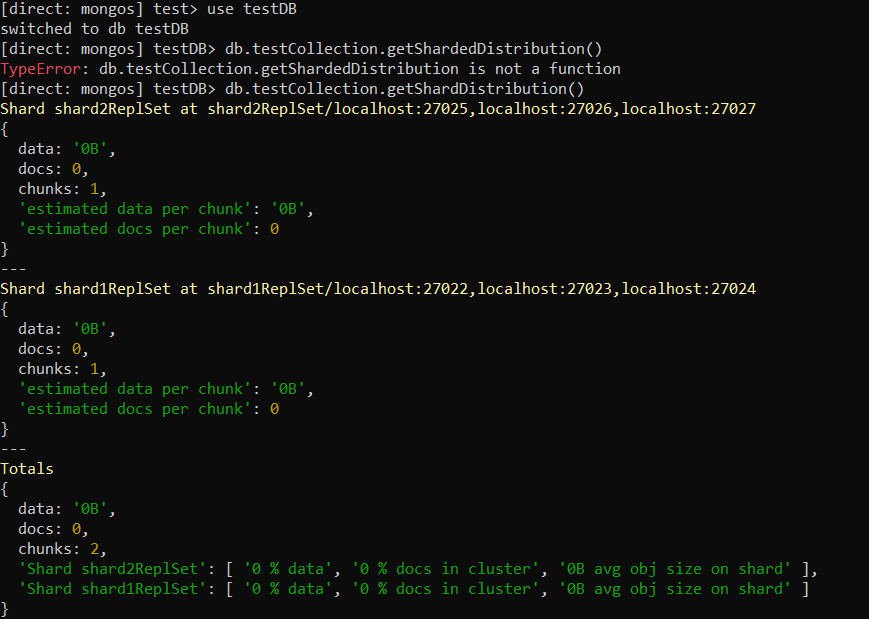 [direct: mongos] test> use testDB
switched to db testDB
[direct: mongos] testDB> db.testCollection.getShardedDistribution()
TypeError: db.testCollection.getShardedDistribution is not a function
[direct: mongos] testDB> db.testCollection.getShardDistribution()
Shard shard2ReplSet at shard2ReplSet/localhost:27025,localhost:27026,localhost:27027
{
  data: '0B',
  docs: 0,
  chunks: 1,
  'estimated data per chunk': '0B',
  'estimated docs per chunk': 0
}
---
Shard shard1ReplSet at shard1ReplSet/localhost:27022,localhost:27023,localhost:27024
{
  data: '0B',
  docs: 0,
  chunks: 1,
  'estimated data per chunk': '0B',
  'estimated docs per chunk': 0
}
---
Totals
{
  data: '0B',
  docs: 0,
  chunks: 2,
  'Shard shard2ReplSet': [ '0 % data', '0 % docs in cluster', '0B avg obj size on shard' ],
  'Shard shard1ReplSet': [ '0 % data', '0 % docs in cluster', '0B avg obj size on shard' ]
}